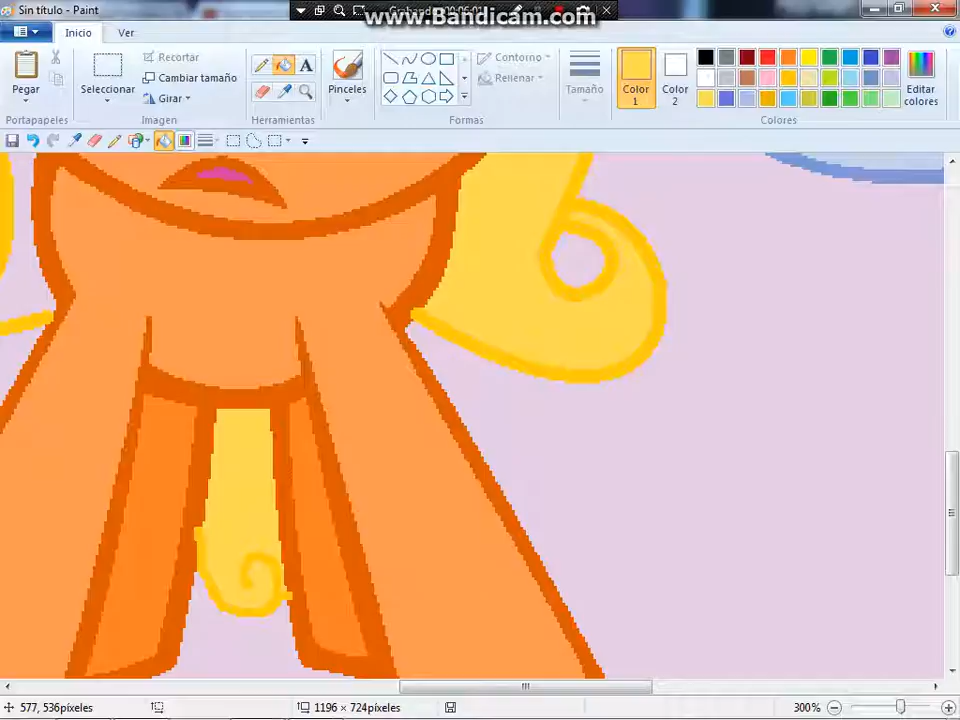 Sin título - Paint
www.Bandicam.com
Inicio
Ver
Pegar
Seleccionar
Recortar
Cambiar tamaño
Girar
A
Pinceles
Contorno
Rellenar
Tamaño
Color 1
Color 2
Editar colores
Portapapeles
Imagen
Herramientas
Formas
Colores
577, 536píxeles
1196 × 724píxeles
300%